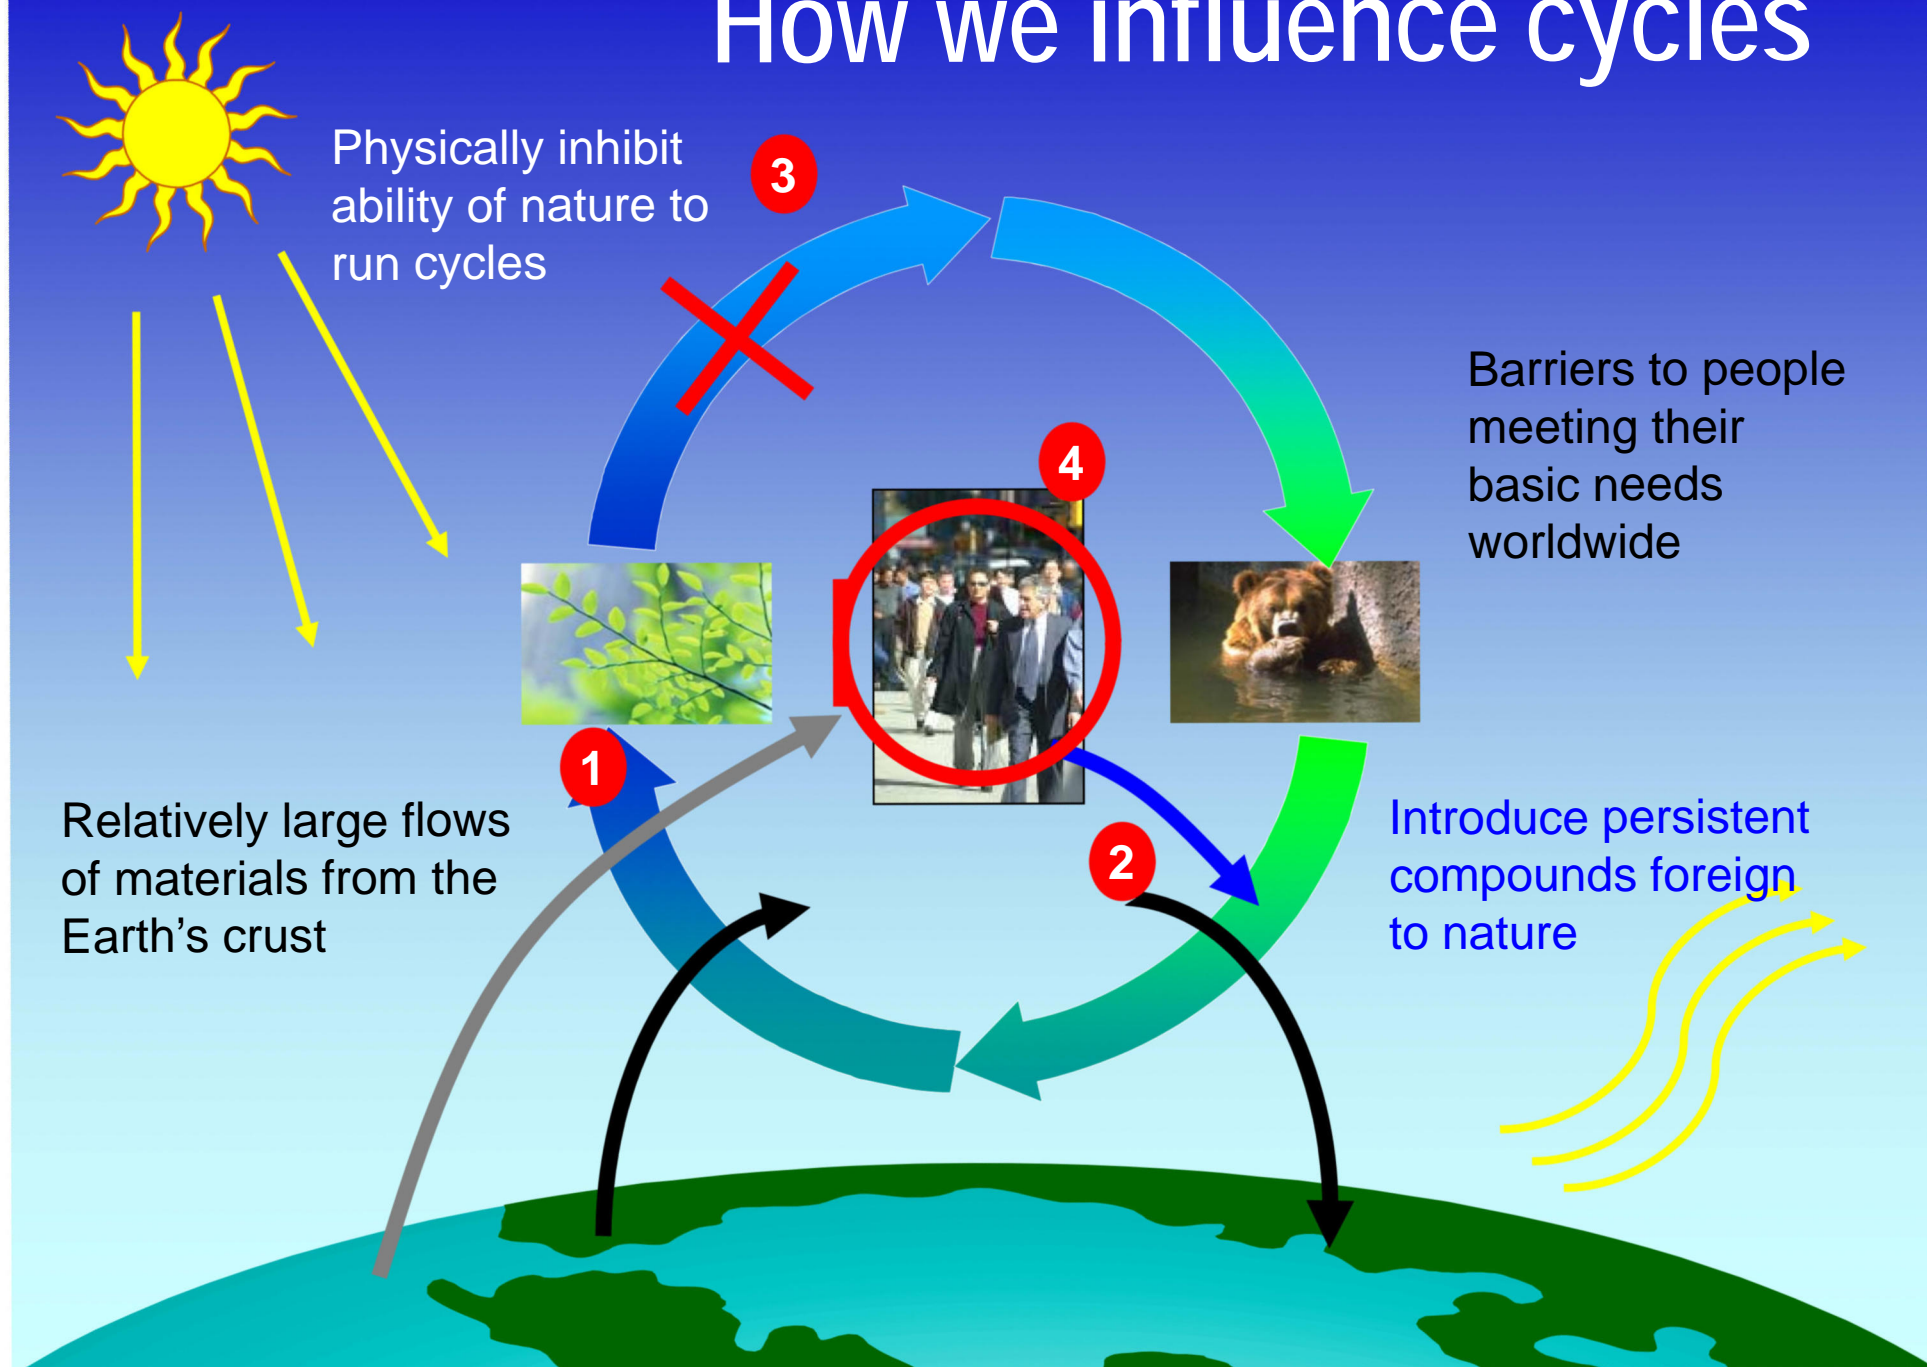 How we influence cycles
Physically inhibit
ability of nature to
run cycles
3
Barriers to people
meeting their
basic needs
worldwide
4
1
Relatively large flows
of materials from the
Earth's crust
2
Introduce persistent
compounds foreign
to nature